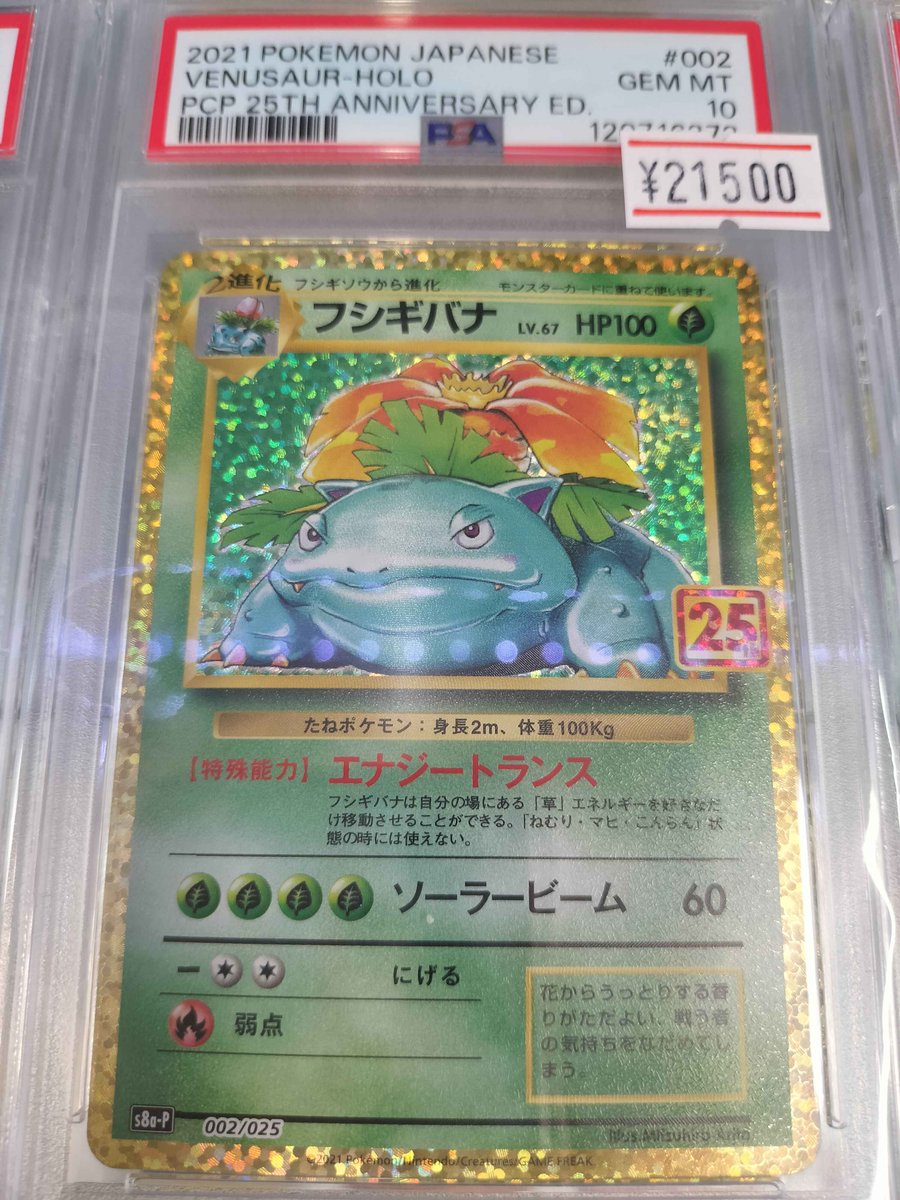 2021 POKEMON JAPANESE #002
VENUSAUR-HOLO GEM MT
PCP 25TH ANNIVERSARY ED. 10
PSA
¥21500
2進化 フシギソウから進化 モンスターカードに重ねて使います
フシギバナ LV.67 HP100
25
たねポケモン:身長2m、体重100Kg
【特殊能力】 エナジートランス
フシギバナは自分の場にある「草」エネルギーを好きなだ
け移動させることができる。「ねむり・マヒ・こんらん」状
態の時には使えない。
ソーラービーム 60
ー にげる
弱点
花からうっとりする香
りがただよい、戦う者
の気持ちをなだめてし
まう。
s8a-P 002/025
Illus.Mitsuhiro Arita
©2021 Pokémon/Nintendo/Creatures/GAME FREAK.